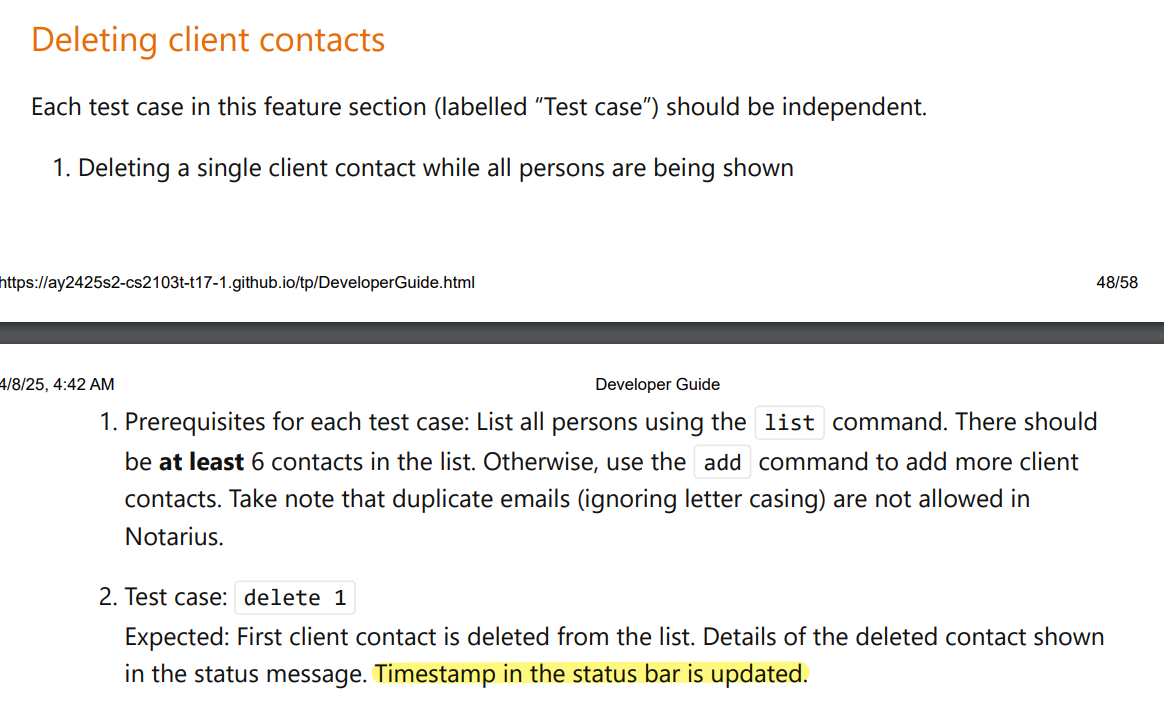 Deleting client contacts
Each test case in this feature section (labelled “Test case”) should be independent.
1. Deleting a single client contact while all persons are being shown
https://ay2425s2-cs2103t-t17-1.github.io/tp/DeveloperGuide.html 48/58
4/8/25, 4:42 AM Developer Guide
1. Prerequisites for each test case: List all persons using the list command. There should
be at least 6 contacts in the list. Otherwise, use the add command to add more client
contacts. Take note that duplicate emails (ignoring letter casing) are not allowed in
Notarius.
2. Test case: delete 1
Expected: First client contact is deleted from the list. Details of the deleted contact shown
in the status message. Timestamp in the status bar is updated.